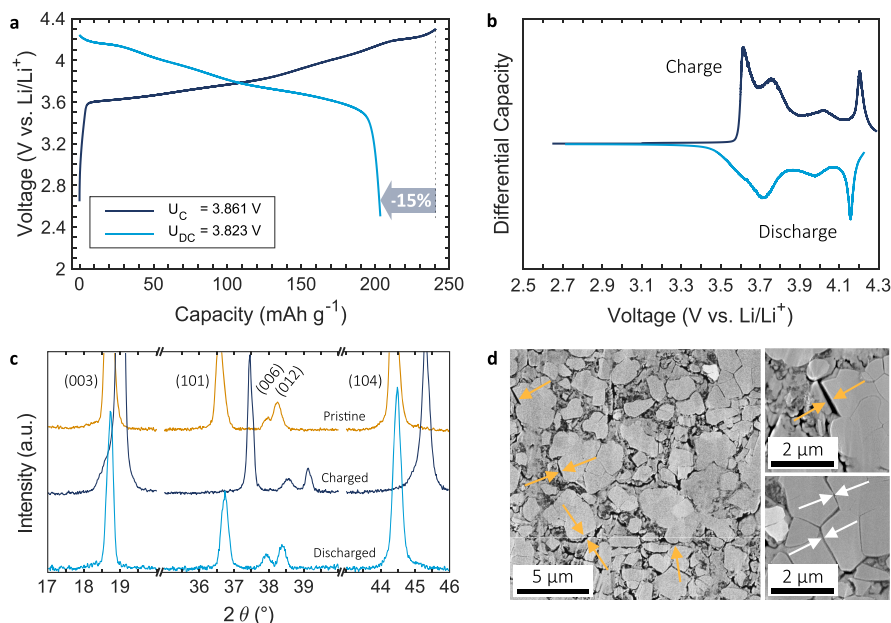 a
4.4
4
3.6
3.2
2.8
2.4
2
Voltage (V vs. Li/Li⁺)
-15%
U_C = 3.861 V
U_DC = 3.823 V
0 50 100 150 200 250
Capacity (mAh g⁻¹)
b
Differential Capacity
Charge
Discharge
2.5 2.7 2.9 3.1 3.3 3.5 3.7 3.9 4.1 4.3
Voltage (V vs. Li/Li⁺)
c
Intensity (a.u.)
(003) (101) (006) (012) (104)
Pristine
Charged
Discharged
17 18 19 36 37 38 39 44 45 46
2 θ (°)
d
5 µm
2 µm
2 µm